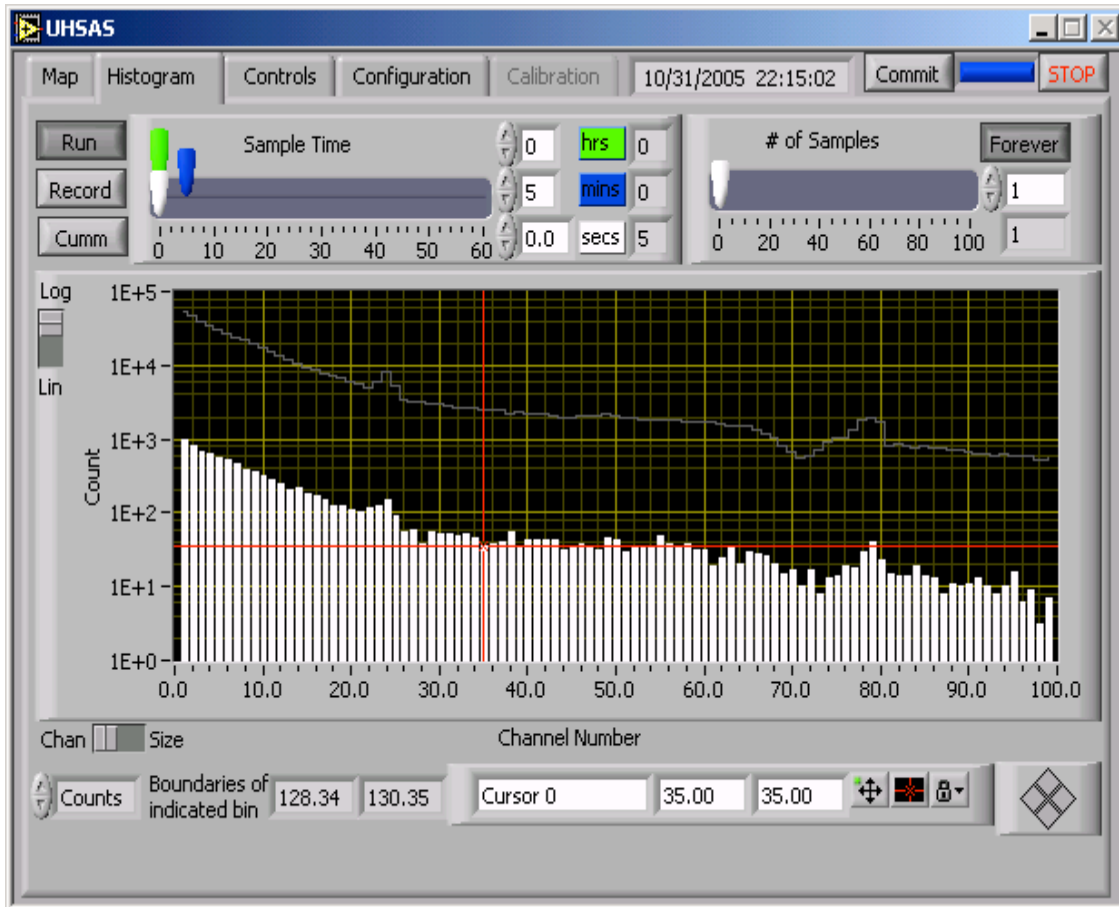 UHSAS
Map Histogram Controls Configuration Calibration 10/31/2005 22:15:02 Commit STOP
Run Sample Time 0 hrs 0 # of Samples Forever
Record 5 mins 0 1
Cumm 0.0 secs 5 1
0 10 20 30 40 50 60 0 20 40 60 80 100
Log
Lin
1E+5
1E+4
1E+3
1E+2
1E+1
1E+0
Count
0.0 10.0 20.0 30.0 40.0 50.0 60.0 70.0 80.0 90.0 100.0
Chan Size Channel Number
Counts Boundaries of
indicated bin 128.34 130.35 Cursor 0 35.00 35.00